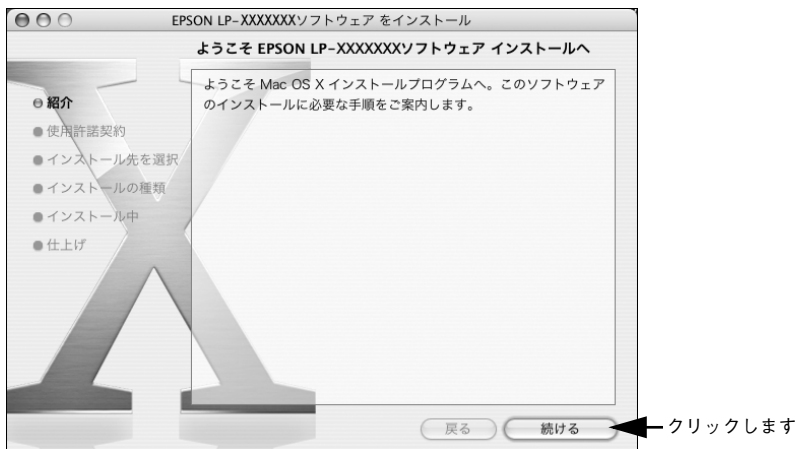 EPSON LP-XXXXXXXソフトウェア をインストール
ようこそ EPSON LP-XXXXXXXソフトウェア インストールへ
ようこそ Mac OS X インストールプログラムへ。このソフトウェア
のインストールに必要な手順をご案内します。
紹介
使用許諾契約
インストール先を選択
インストールの種類
インストール中
仕上げ
戻る
続ける
クリックします